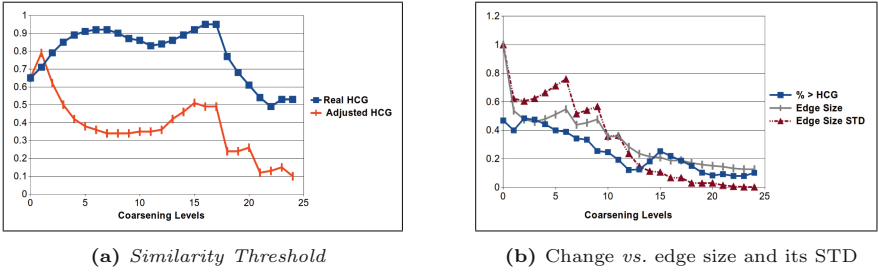 1
0.9
0.8
0.7
0.6
0.5
0.4
0.3
0.2
0.1
0
0 5 10 15 20 25
Coarsening Levels
Real HCG
Adjusted HCG
(a) Similarity Threshold
1.2
1
0.8
0.6
0.4
0.2
0
0 5 10 15 20 25
Coarsening Levels
% > HCG
Edge Size
Edge Size STD
(b) Change vs. edge size and its STD